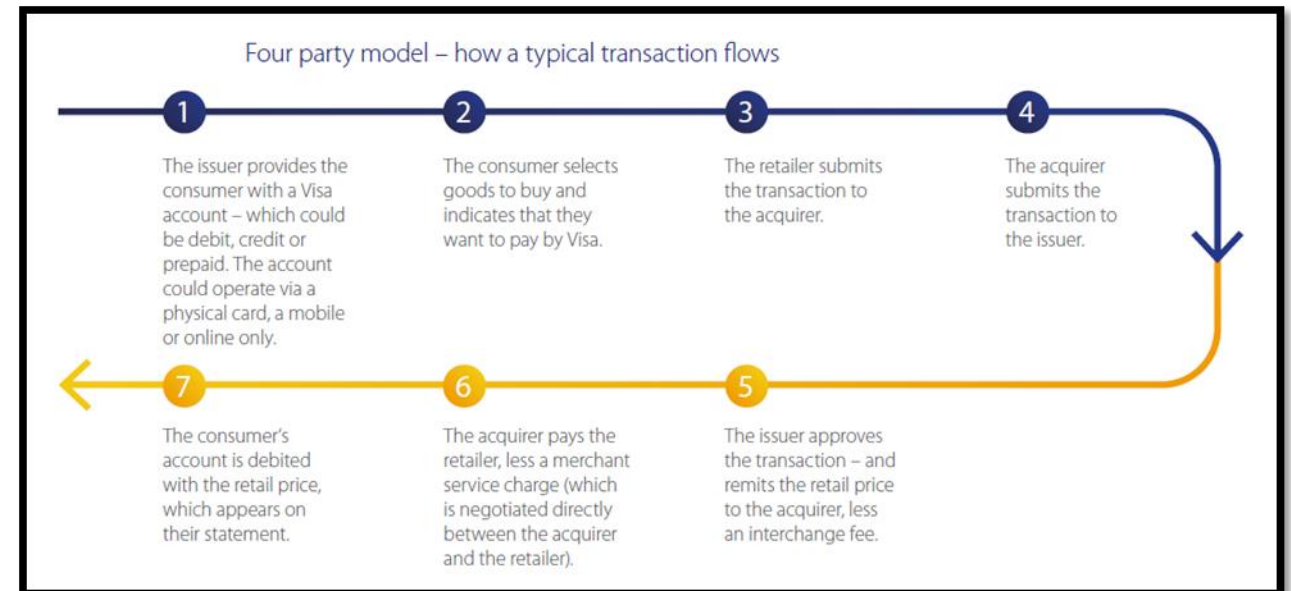 Four party model – how a typical transaction flows
1
The issuer provides the
consumer with a Visa
account – which could
be debit, credit or
prepaid. The account
could operate via a
physical card, a mobile
or online only.
2
The consumer selects
goods to buy and
indicates that they
want to pay by Visa.
3
The retailer submits
the transaction to
the acquirer.
4
The acquirer
submits the
transaction to
the issuer.
5
The issuer approves
the transaction – and
remits the retail price
to the acquirer, less
an interchange fee.
6
The acquirer pays the
retailer, less a merchant
service charge (which
is negotiated directly
between the acquirer
and the retailer).
7
The consumer's
account is debited
with the retail price,
which appears on
their statement.